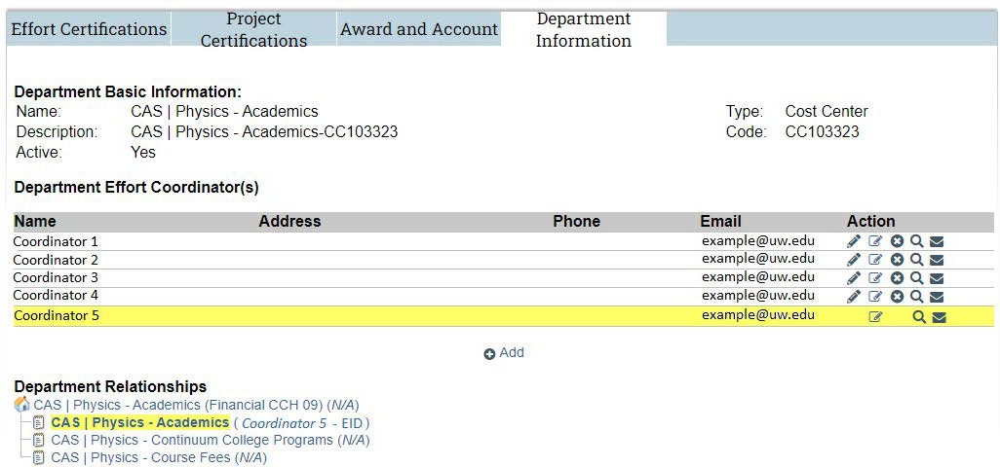 Effort Certifications Project Certifications Award and Account Department Information
Department Basic Information:
Name: CAS | Physics - Academics Type: Cost Center
Description: CAS | Physics - Academics-CC103323 Code: CC103323
Active: Yes
Department Effort Coordinator(s)
Name Address Phone Email Action
Coordinator 1 example@uw.edu
Coordinator 2 example@uw.edu
Coordinator 3 example@uw.edu
Coordinator 4 example@uw.edu
Coordinator 5 example@uw.edu
Add
Department Relationships
CAS | Physics - Academics (Financial CCH 09) (N/A)
CAS | Physics - Academics ( Coordinator 5 - EID )
CAS | Physics - Continuum College Programs (N/A)
CAS | Physics - Course Fees (N/A)